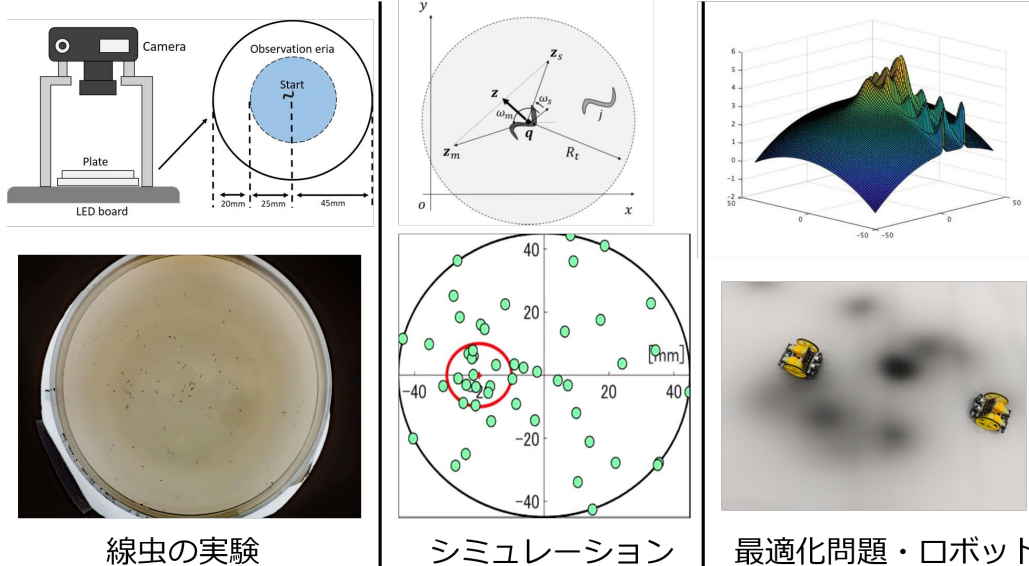 Camera
Observation eria
Start
Plate
LED board
20mm
25mm
45mm
y
z_s
z
ω_s
ω_m
q
j
z_m
R_t
o
x
6
5
4
3
2
1
0
-1
-2
50
0
-50
-50
0
50
40
20
[mm]
-40
20
40
-20
-40
線虫の実験
シミュレーション
最適化問題・ロボット